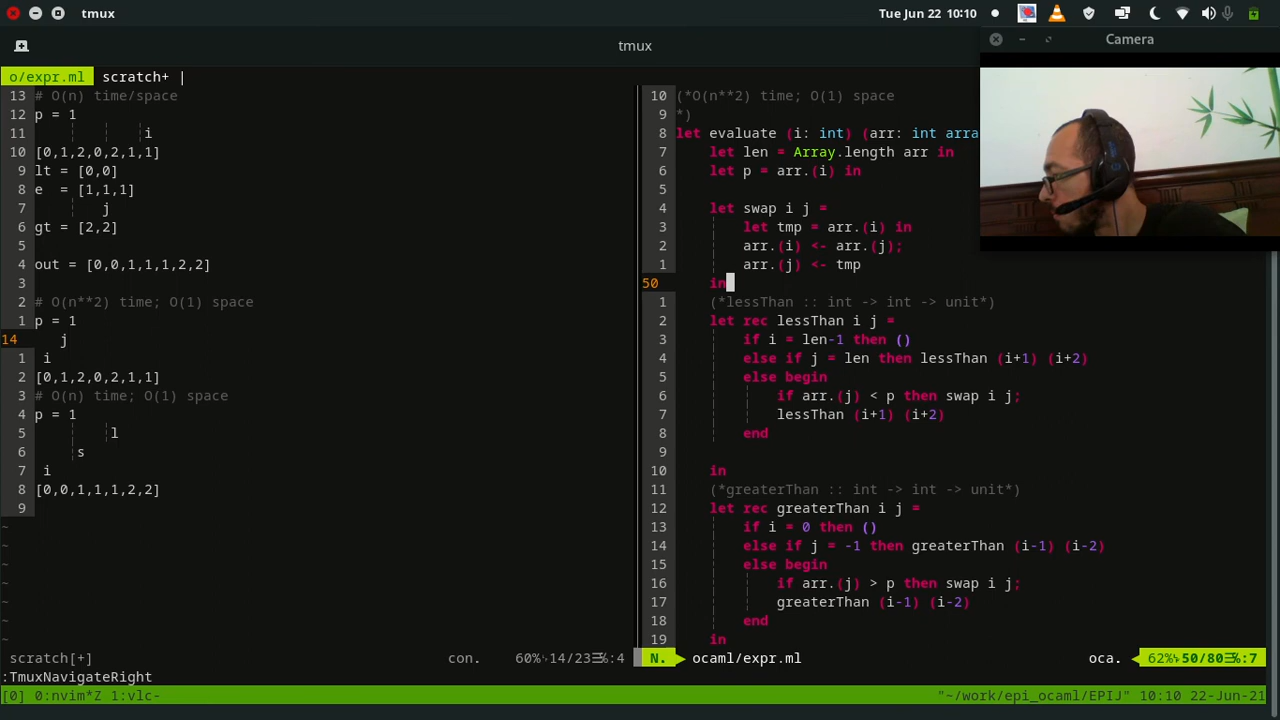 tmux
Tue Jun 22 10:10
tmux
Camera
o/expr.ml scratch+ |
13 # O(n) time/space
12 p = 1
11 i
10 [0,1,2,0,2,1,1]
9 lt = [0,0]
8 e = [1,1,1]
7 j
6 gt = [2,2]
5
4 out = [0,0,1,1,1,2,2]
3
2 # O(n**2) time; O(1) space
1 p = 1
14 j
1 i
2 [0,1,2,0,2,1,1]
3 # O(n) time; O(1) space
4 p = 1
5 l
6 s
7 i
8 [0,0,1,1,1,2,2]
9
~
~
~
~
~
~
~
scratch[+] con. 60% 14/23 :4
10 (*O(n**2) time; O(1) space
9 *)
8 let evaluate (i: int) (arr: int arra
7 let len = Array.length arr in
6 let p = arr.(i) in
5
4 let swap i j =
3 let tmp = arr.(i) in
2 arr.(i) <- arr.(j);
1 arr.(j) <- tmp
50 in
1 (*lessThan :: int -> int -> unit*)
2 let rec lessThan i j =
3 if i = len-1 then ()
4 else if j = len then lessThan (i+1) (i+2)
5 else begin
6 if arr.(j) < p then swap i j;
7 lessThan (i+1) (i+2)
8 end
9
10 in
11 (*greaterThan :: int -> int -> unit*)
12 let rec greaterThan i j =
13 if i = 0 then ()
14 else if j = -1 then greaterThan (i-1) (i-2)
15 else begin
16 if arr.(j) > p then swap i j;
17 greaterThan (i-1) (i-2)
18 end
19 in
N. ocaml/expr.ml oca. 62% 50/80 :7
:TmuxNavigateRight
[0] 0:nvim*Z 1:vlc- "~/work/epi_ocaml/EPIJ" 10:10 22-Jun-21